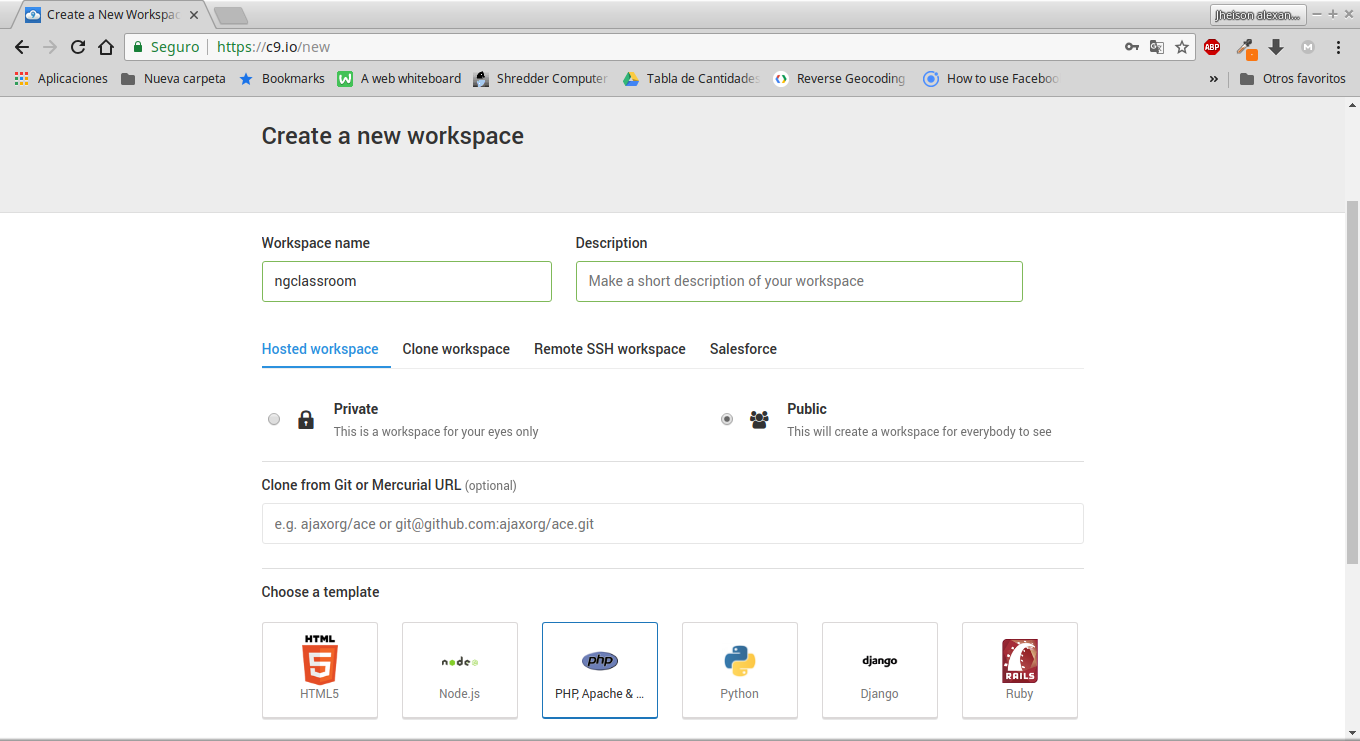 Create a New Workspac
jheison alexan...
Seguro
https://c9.io/new
ABP
M
Aplicaciones
Nueva carpeta
Bookmarks
A web whiteboard
Shredder Computer
Tabla de Cantidades
Reverse Geocoding
How to use Faceboo
»
Otros favoritos
Create a new workspace
Workspace name
Description
ngclassroom
Make a short description of your workspace
Hosted workspace
Clone workspace
Remote SSH workspace
Salesforce
Private
This is a workspace for your eyes only
Public
This will create a workspace for everybody to see
Clone from Git or Mercurial URL (optional)
e.g. ajaxorg/ace or git@github.com:ajaxorg/ace.git
Choose a template
HTML
5
HTML5
node
Node.js
php
PHP, Apache & ...
Python
django
Django
RAILS
Ruby